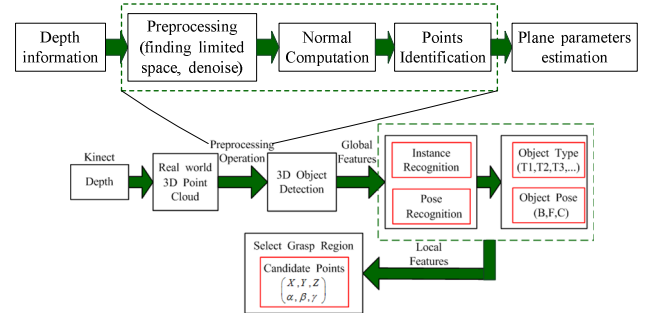 Depth
information
Preprocessing
(finding limited
space, denoise)
Normal
Computation
Points
Identification
Plane parameters
estimation
Kinect
Depth
Real world
3D Point
Cloud
Preprocessing
Operation
3D Object
Detection
Global
Features
Instance
Recognition
Pose
Recognition
Object Type
(T1,T2,T3,...)
Object Pose
(B,F,C)
Local
Features
Select Grasp Region
Candidate Points
(X,Y,Z
α,β,γ)